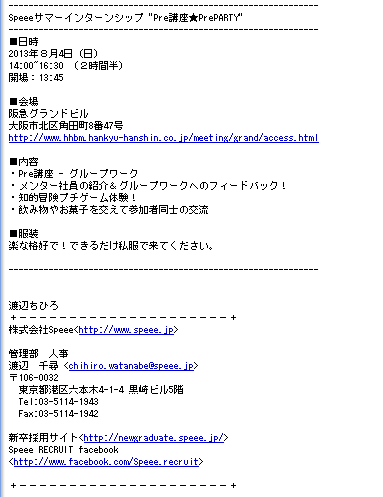 --------------------------------------------------------------
Speeeサマーインターンシップ "Pre講座★PrePARTY"
--------------------------------------------------------------
■日時
2013年８月4日（日）
14:00~16:30 （２時間半）
開場：13:45
■会場
阪急グランドビル
大阪市北区角田町8番47号
http://www.hhbm.hankyu-hanshin.co.jp/meeting/grand/access.html
■内容
・Pre講座 - グループワーク
・メンター社員の紹介＆グループワークへのフィードバック！
・知的冒険プチゲーム体験！
・飲み物やお菓子を交えて参加者同士の交流
■服装
楽な格好で！できるだけ私服で来てください。
--------------------------------------------------------------
渡辺ちひろ
＋－－－－－－－－－－－－－－－－－－－－－＋
株式会社Speee<http://www.speee.jp>
管理部　人事
渡辺　千尋 <chihiro.watanabe@speee.jp>
〒106-0032
東京都港区六本木4-1-4 黒崎ビル5階
Tel:03-5114-1943
Fax:03-5114-1942
新卒採用サイト<http://newgraduate.speee.jp/>
Speee RECRUIT facebook
<http://www.facebook.com/Speee.recruit>
＋－－－－－－－－－－－－－－－－－－－－－＋